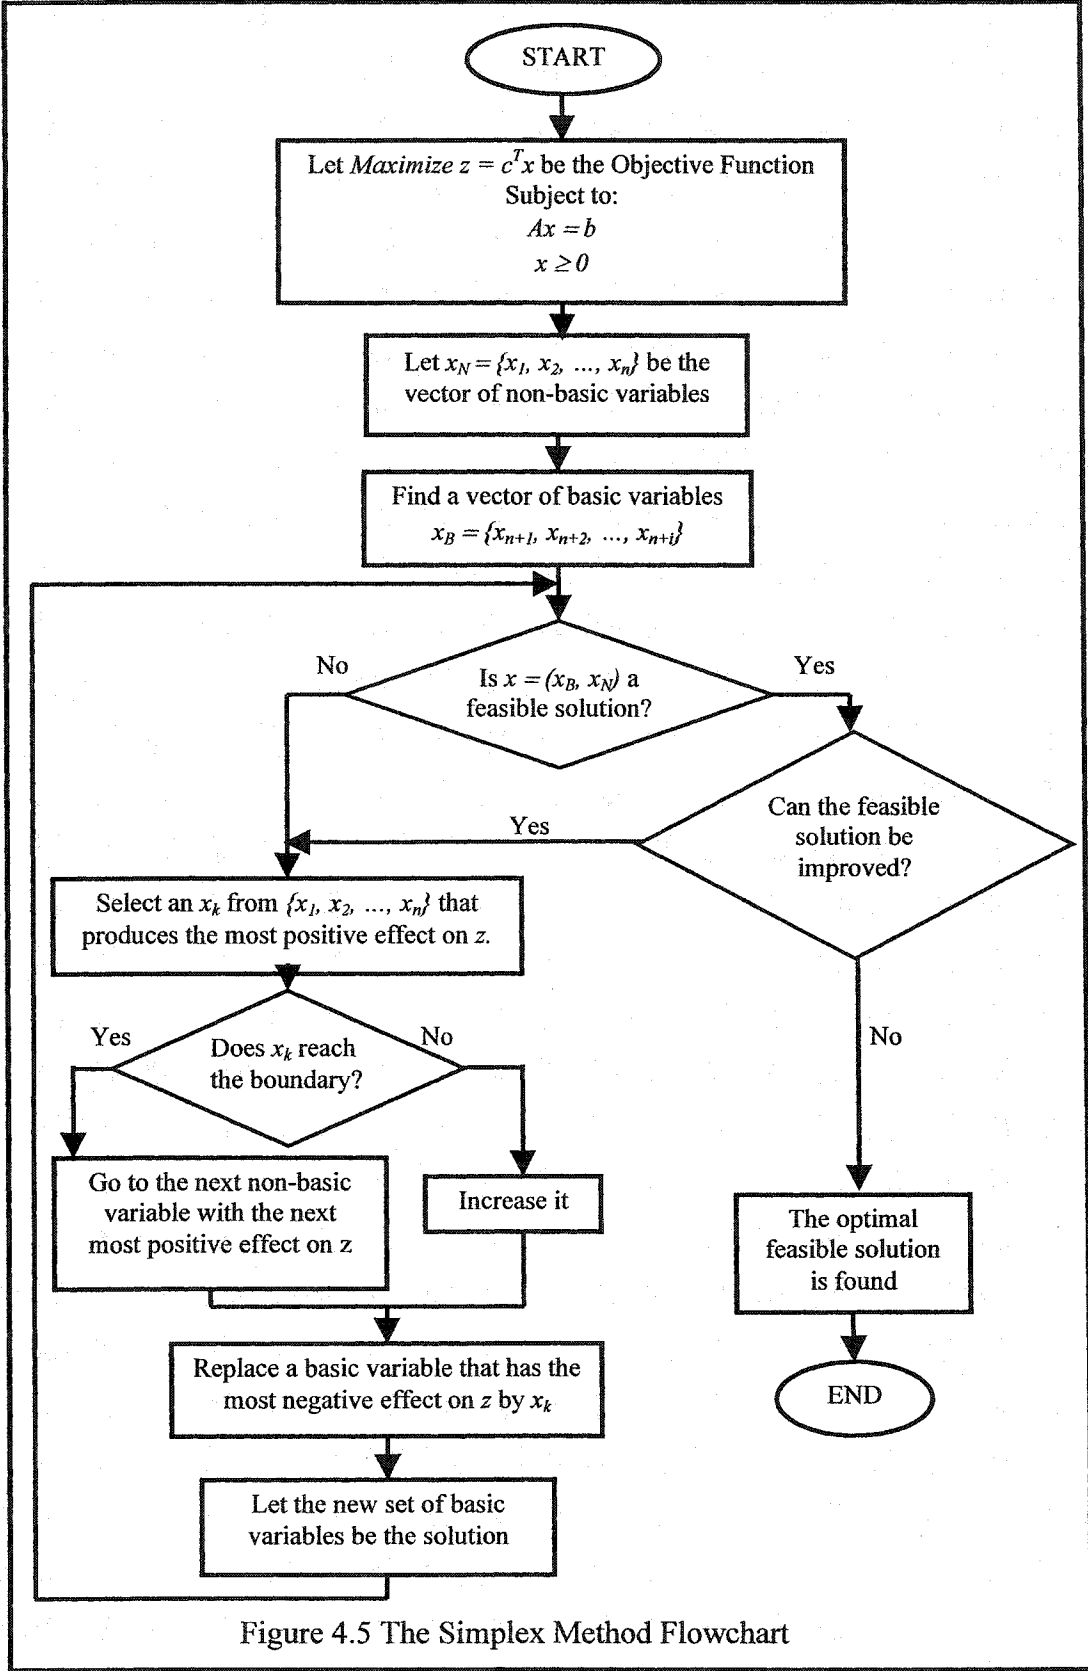 START
Let Maximize z = cᵀx be the Objective Function
Subject to:
Ax = b
x ≥ 0
Let x_N = {x_1, x_2, ..., x_n} be the
vector of non-basic variables
Find a vector of basic variables
x_B = {x_{n+1}, x_{n+2}, ..., x_{n+i}}
No
Is x = (x_B, x_N) a
feasible solution?
Yes
Can the feasible
solution be
improved?
Yes
Select an x_k from {x_1, x_2, ..., x_n} that
produces the most positive effect on z.
Yes
Does x_k reach
the boundary?
No
No
Go to the next non-basic
variable with the next
most positive effect on z
Increase it
The optimal
feasible solution
is found
Replace a basic variable that has the
most negative effect on z by x_k
END
Let the new set of basic
variables be the solution
Figure 4.5 The Simplex Method Flowchart